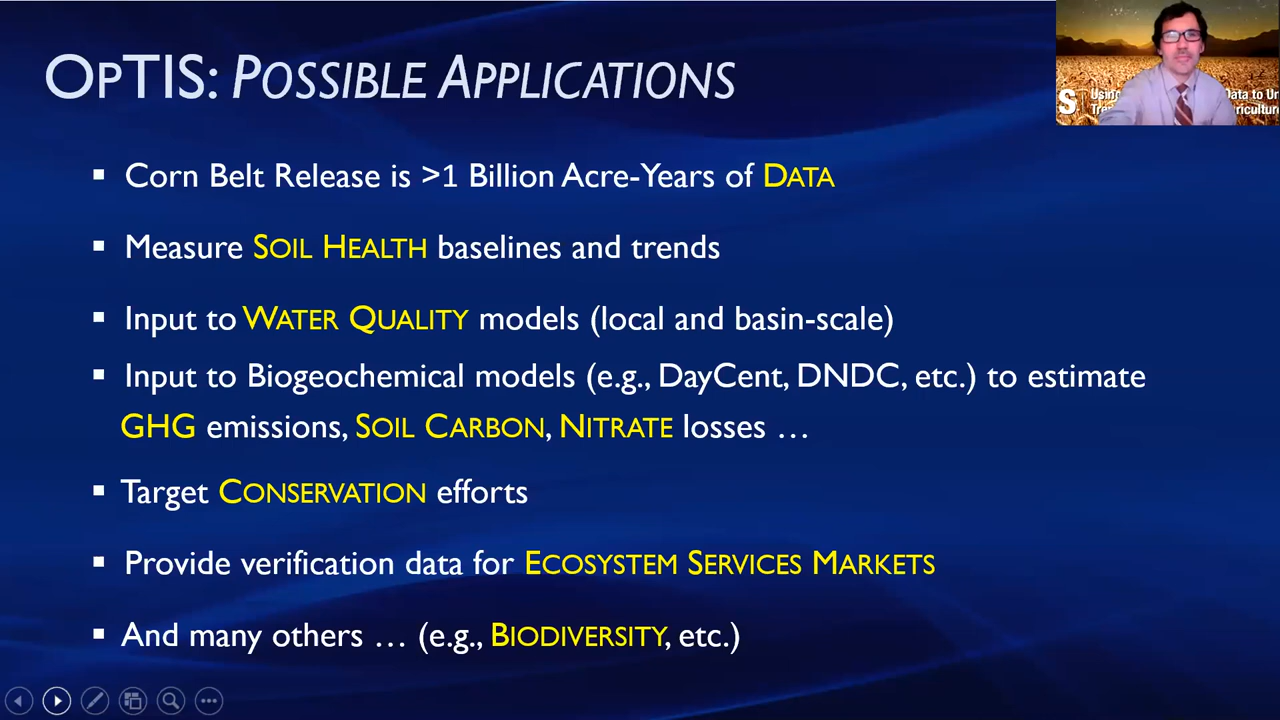 OPTIS: POSSIBLE APPLICATIONS
▪ Corn Belt Release is >1 Billion Acre-Years of DATA
▪ Measure SOIL HEALTH baselines and trends
▪ Input to WATER QUALITY models (local and basin-scale)
▪ Input to Biogeochemical models (e.g., DayCent, DNDC, etc.) to estimate
GHG emissions, SOIL CARBON, NITRATE losses …
▪ Target CONSERVATION efforts
▪ Provide verification data for ECOSYSTEM SERVICES MARKETS
▪ And many others … (e.g., BIODIVERSITY, etc.)
S Using Data to